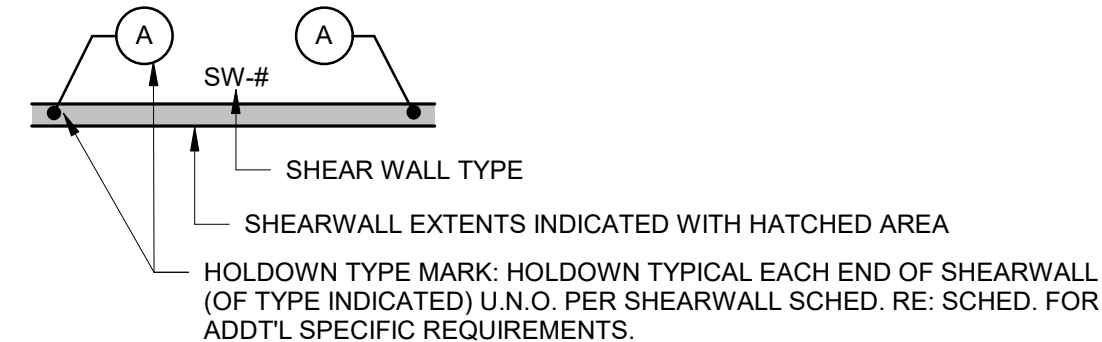 A
A
SW-#
SHEAR WALL TYPE
SHEARWALL EXTENTS INDICATED WITH HATCHED AREA
HOLDOWN TYPE MARK: HOLDOWN TYPICAL EACH END OF SHEARWALL
(OF TYPE INDICATED) U.N.O. PER SHEARWALL SCHED. RE: SCHED. FOR
ADDT'L SPECIFIC REQUIREMENTS.